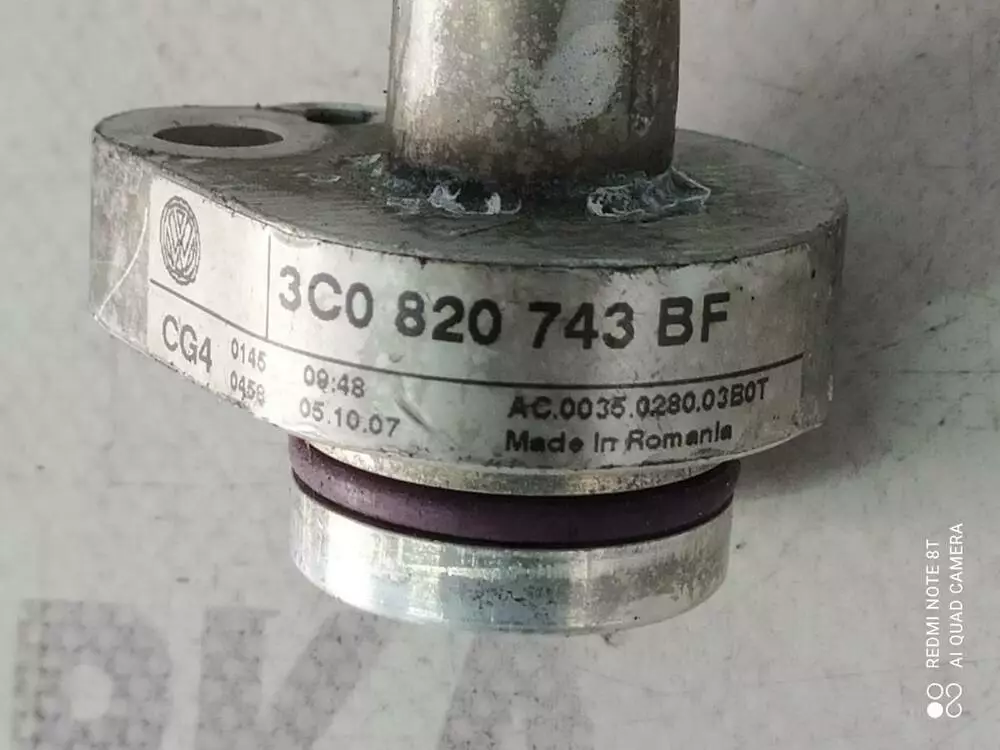 3C0 820 743 BF
CG4
0145 09:48
0458 05.10.07
AC.0035.0280.03B0T
Made In Romania
REDMI NOTE 8T
AI QUAD CAMERA